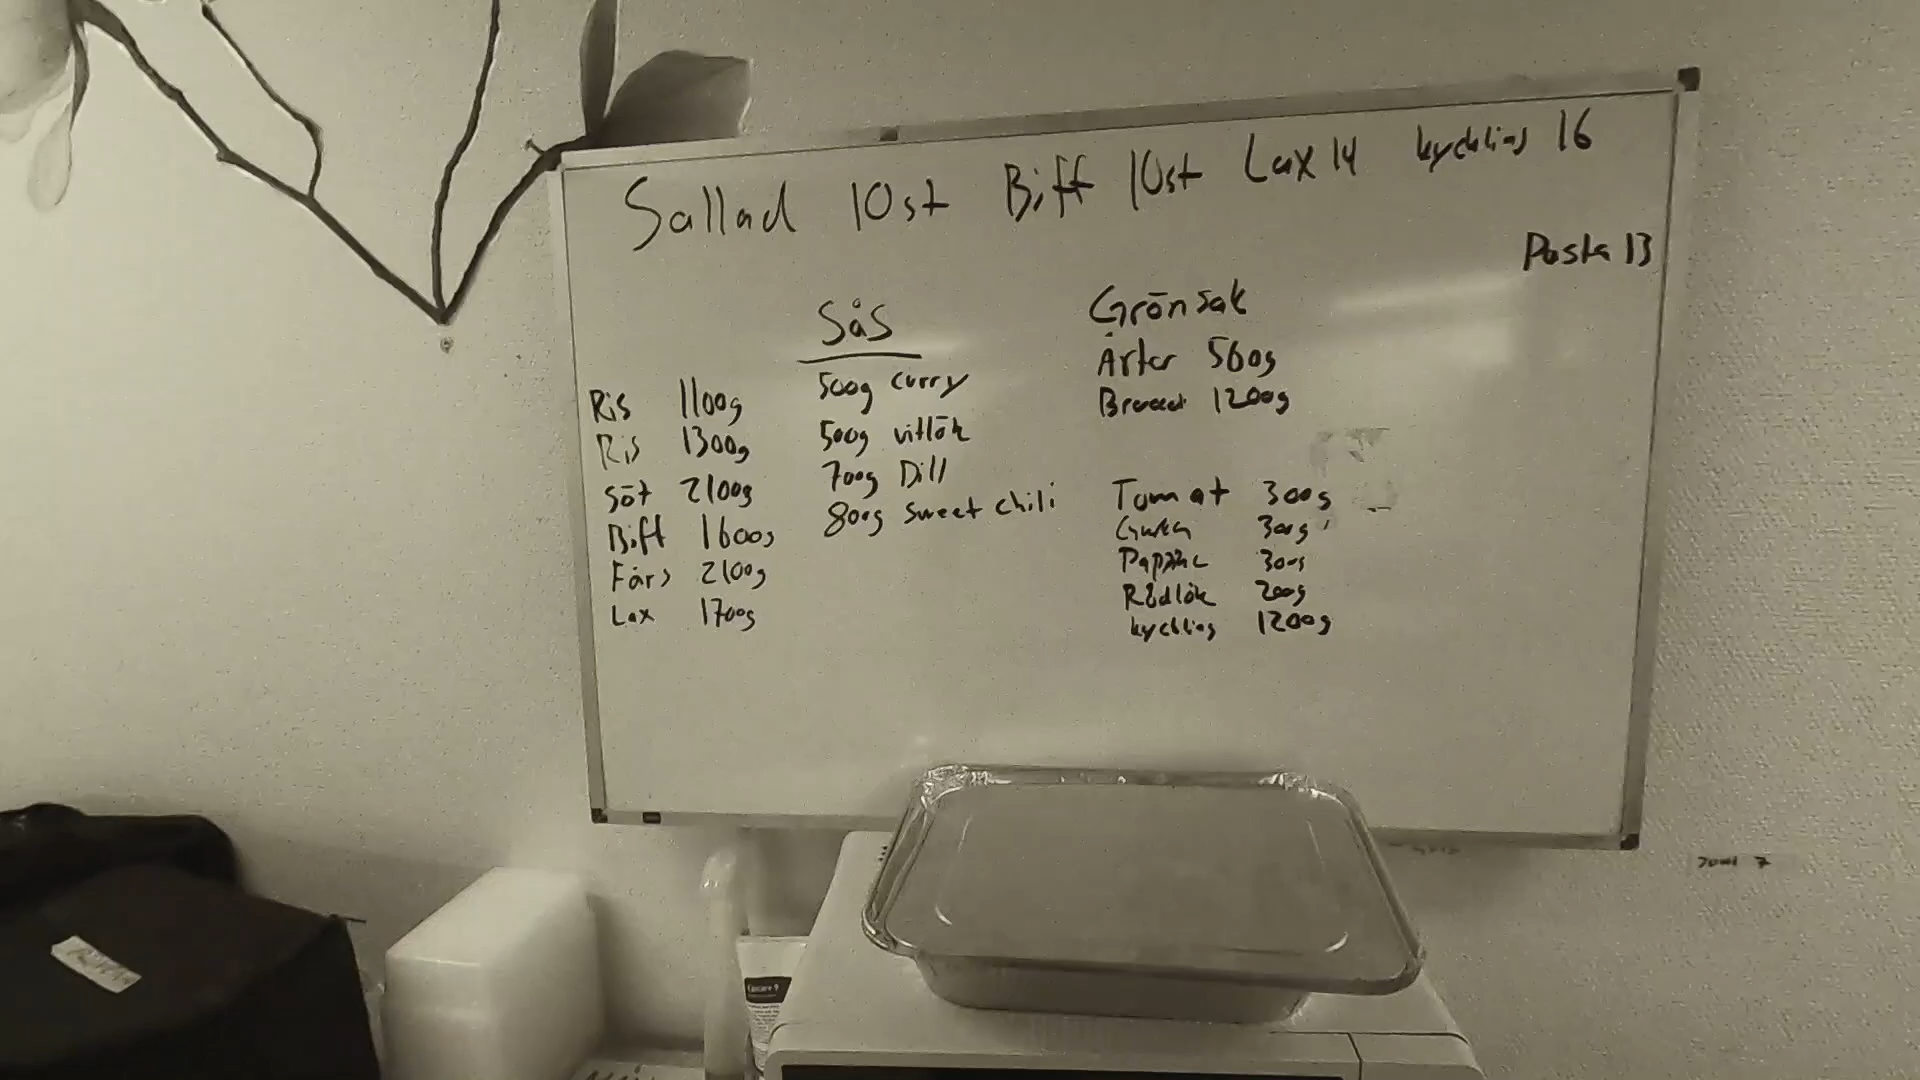 Sallad 10st Biff 10st Lax 14 kyckling 16
Pasta 13
Sås
500g curry
500g vitlök
700g Dill
800g sweet chili
Ris 1100g
Ris 1300g
Söt 2100g
Biff 1600g
Färs 2100g
Lax 1700g
Grönsak
Ärtor 500g
1200g
Tomat 300g
Gurka 300g
Paprika 300g
Rödlök 200g
kyckling 1200g